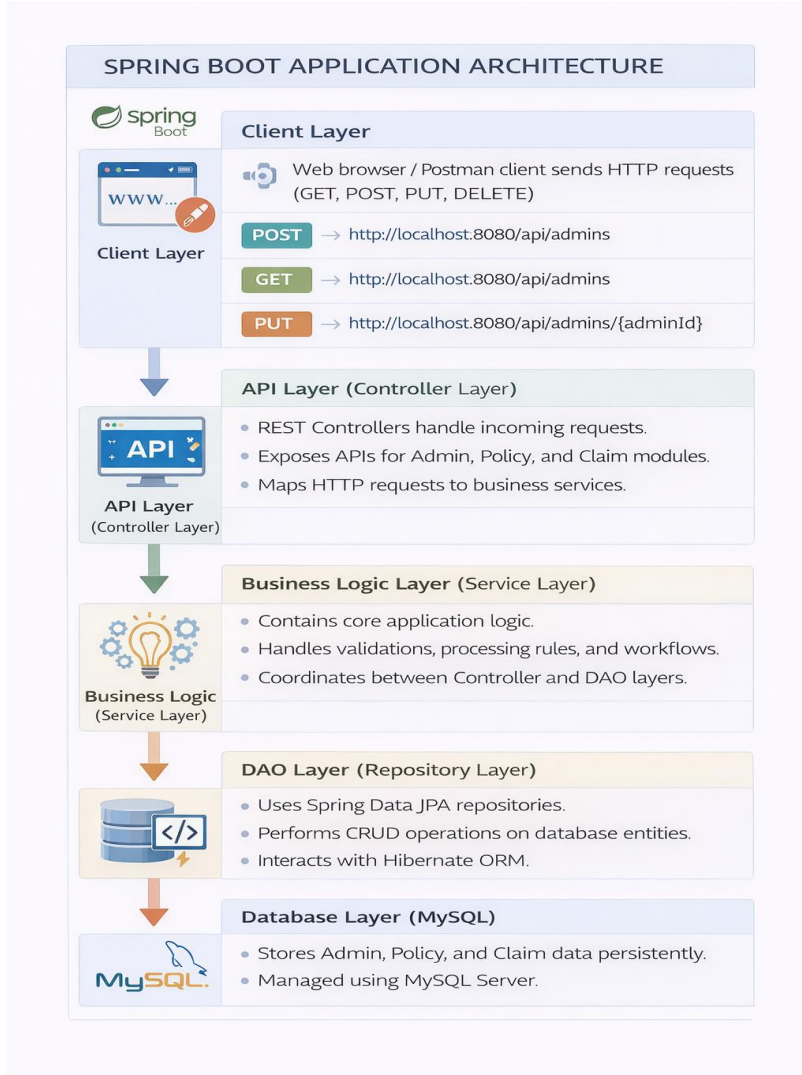 SPRING BOOT APPLICATION ARCHITECTURE
spring
Boot
Client Layer
WWW...
Client Layer
Web browser / Postman client sends HTTP requests
(GET, POST, PUT, DELETE)
POST → http://localhost.8080/api/admins
GET → http://localhost.8080/api/admins
PUT → http://localhost.8080/api/admins/{adminId}
API Layer (Controller Layer)
API
API Layer
(Controller Layer)
• REST Controllers handle incoming requests.
• Exposes APIs for Admin, Policy, and Claim modules.
• Maps HTTP requests to business services.
Business Logic Layer (Service Layer)
Business Logic
(Service Layer)
• Contains core application logic.
• Handles validations, processing rules, and workflows.
• Coordinates between Controller and DAO layers.
DAO Layer (Repository Layer)
</>
• Uses Spring Data JPA repositories.
• Performs CRUD operations on database entities.
• Interacts with Hibernate ORM.
Database Layer (MySQL)
MySQL.
• Stores Admin, Policy, and Claim data persistently.
• Managed using MySQL Server.